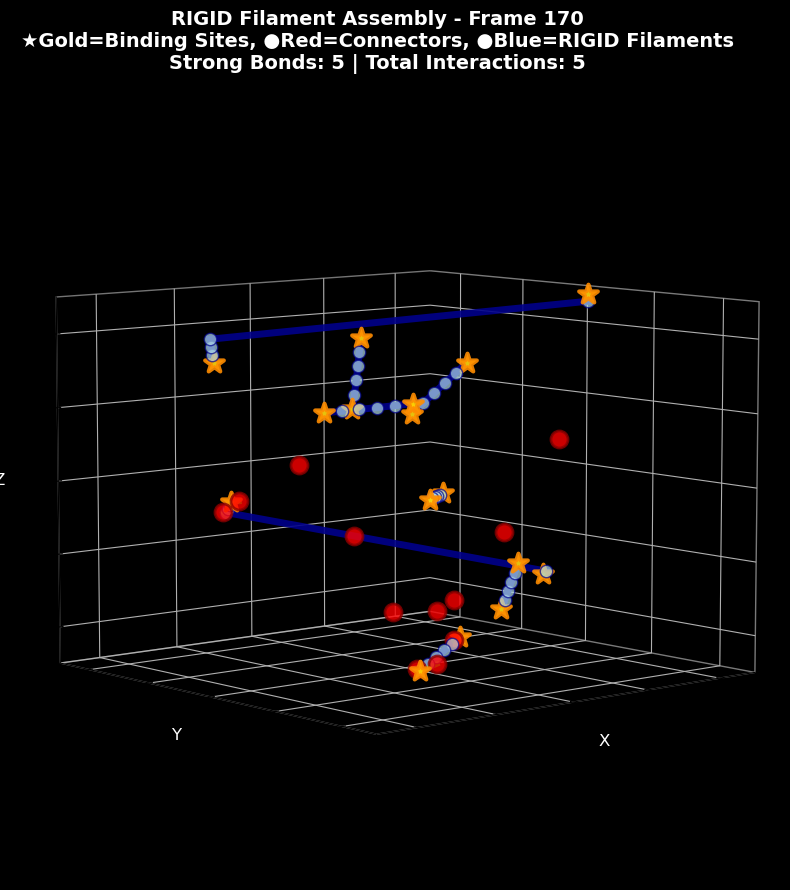 RIGID Filament Assembly - Frame 170
★Gold=Binding Sites, ●Red=Connectors, ●Blue=RIGID Filaments
Strong Bonds: 5 | Total Interactions: 5
Z
Y
X